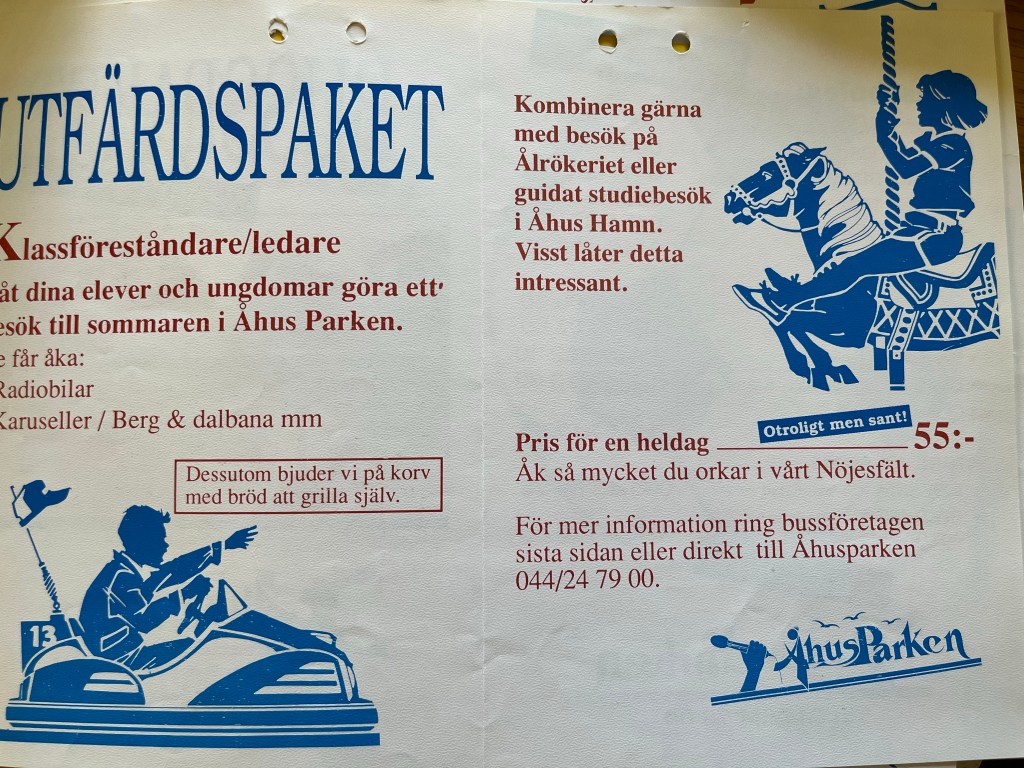 UTFÄRDSPAKET
Klassföreståndare/ledare
åt dina elever och ungdomar göra ett
esök till sommaren i Åhus Parken.
e får åka:
Radiobilar
Karuseller / Berg & dalbana mm
Dessutom bjuder vi på korv
med bröd att grilla själv.
13
Kombinera gärna
med besök på
Ålrökeriet eller
guidat studiebesök
i Åhus Hamn.
Visst låter detta
intressant.
Otroligt men sant!
Pris för en heldag 55:-
Åk så mycket du orkar i vårt Nöjesfält.
För mer information ring bussföretagen
sista sidan eller direkt till Åhusparken
044/24 79 00.
ÅhusParken